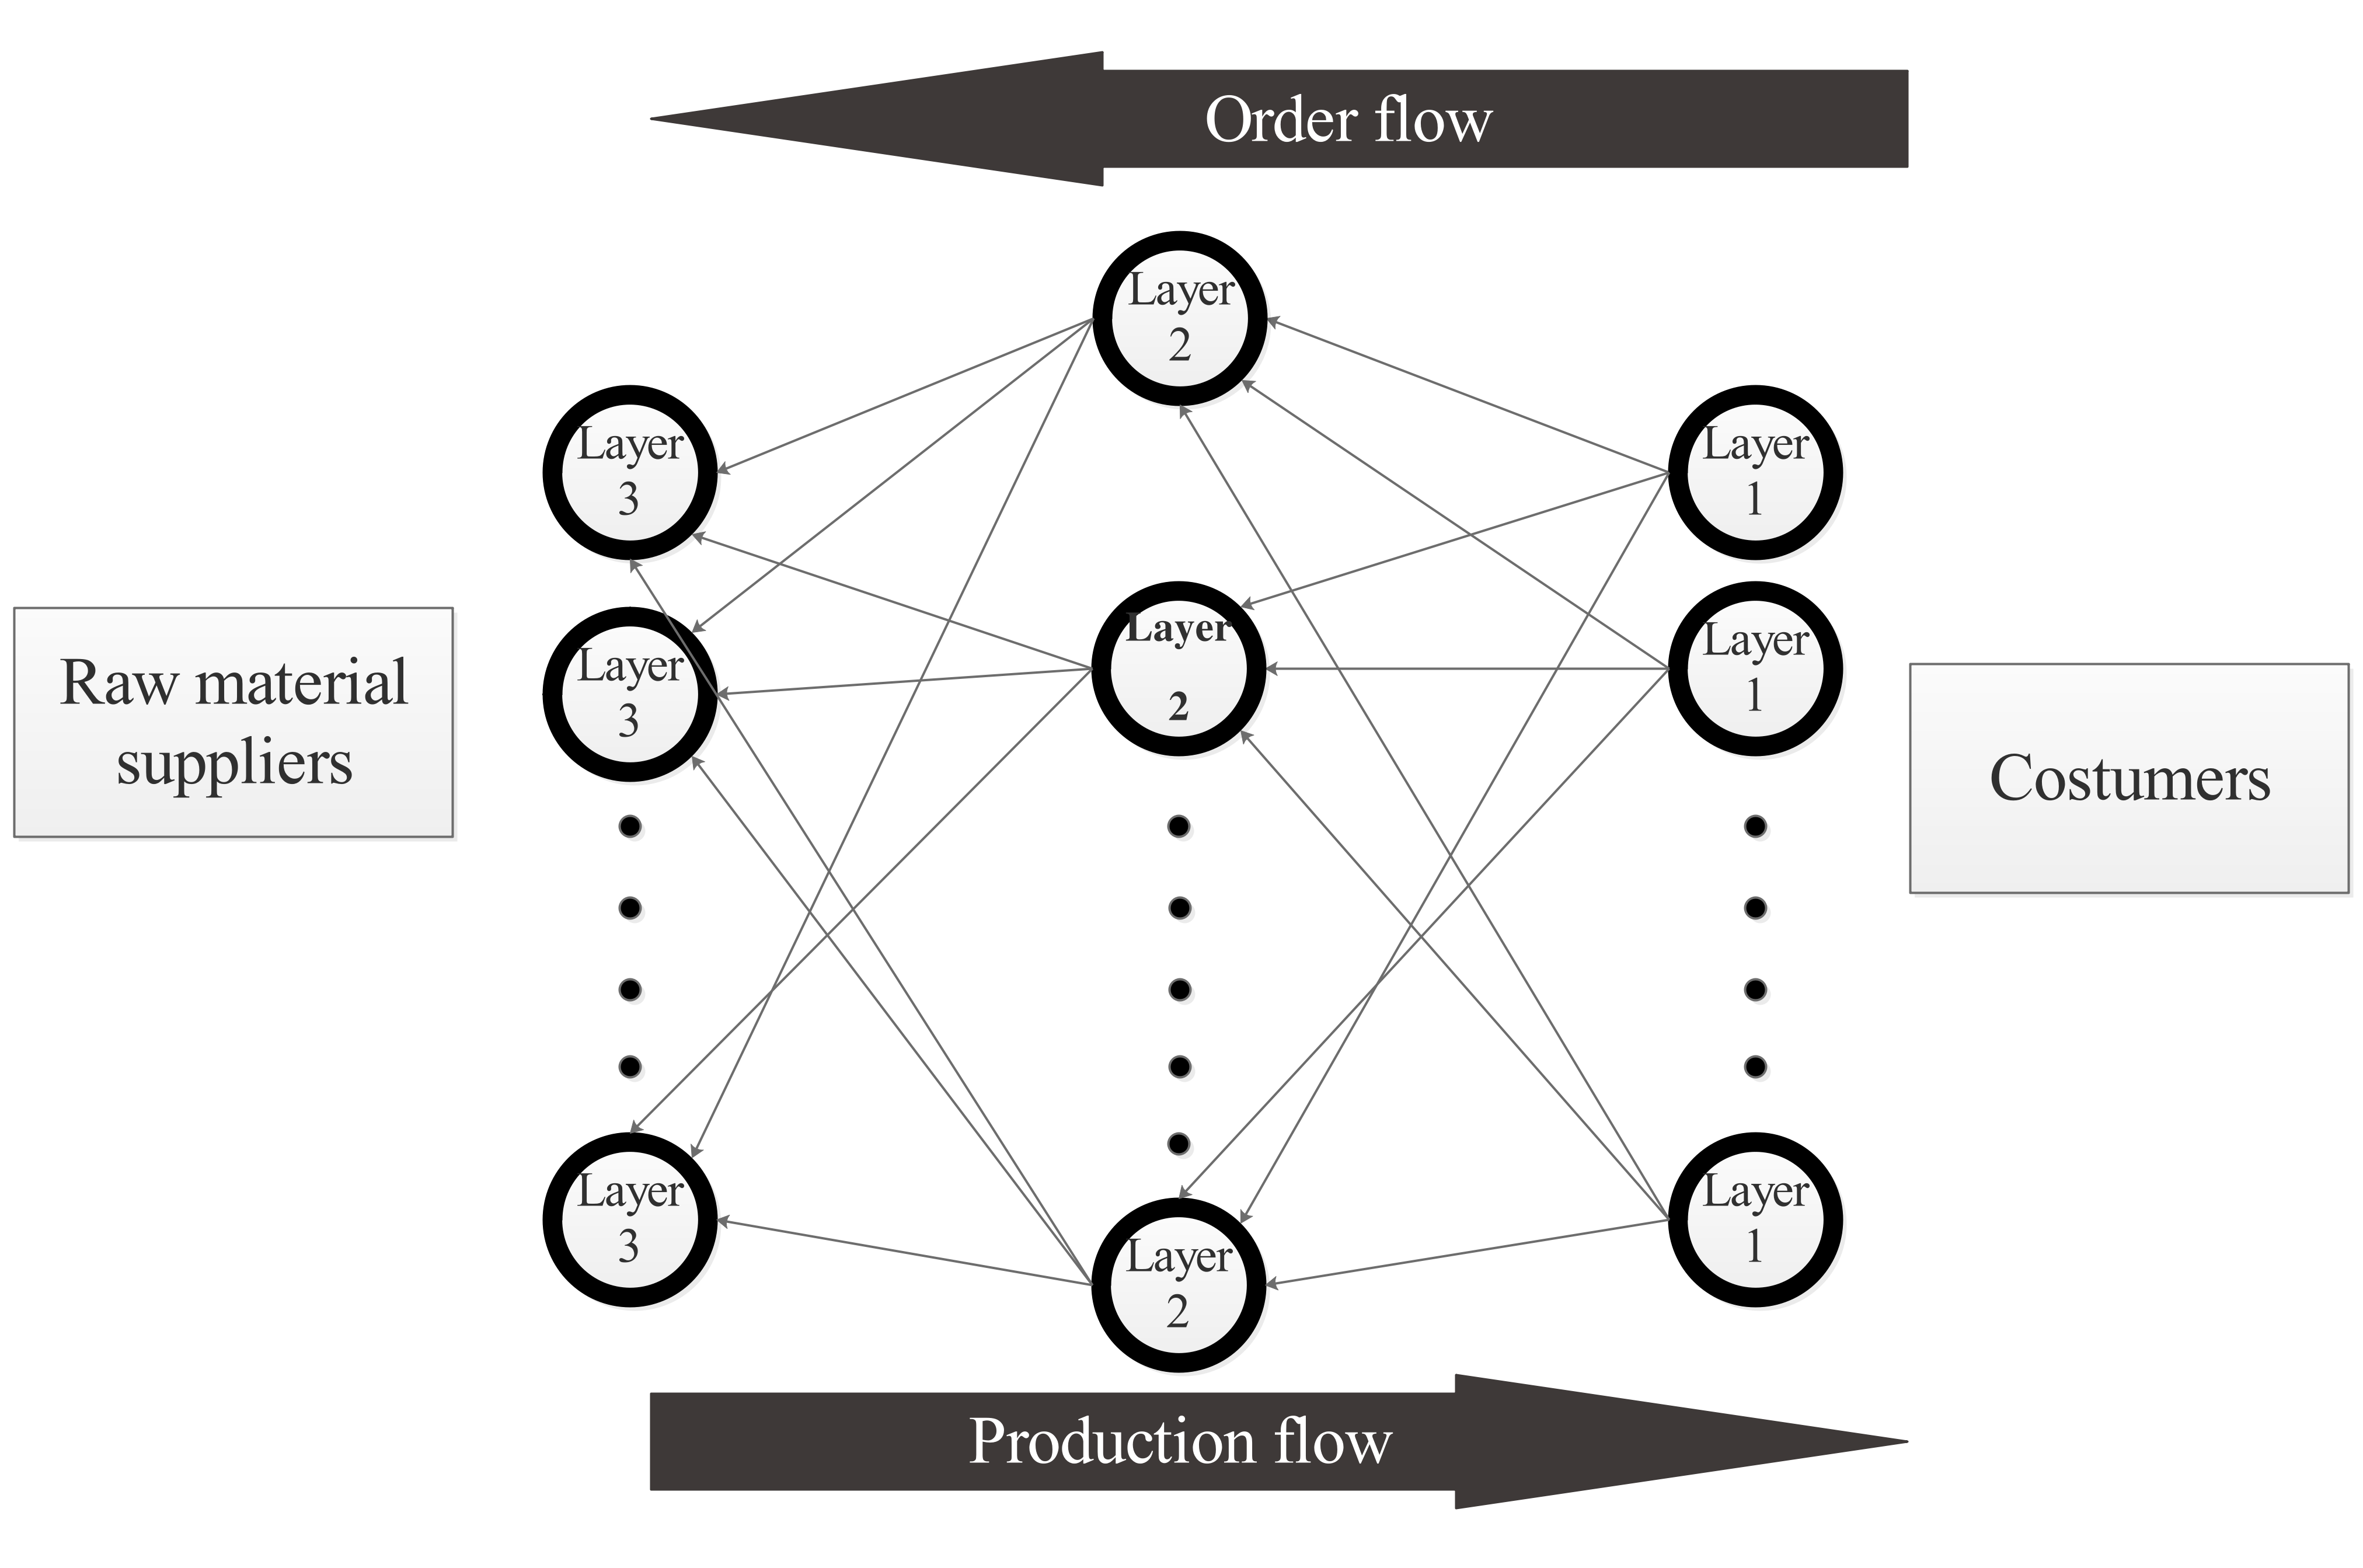 Order flow
Layer
2
Layer
3
Layer
1
Layer
3
Layer
2
Layer
1
Raw material
suppliers
Costumers
Layer
3
Layer
2
Layer
1
Production flow